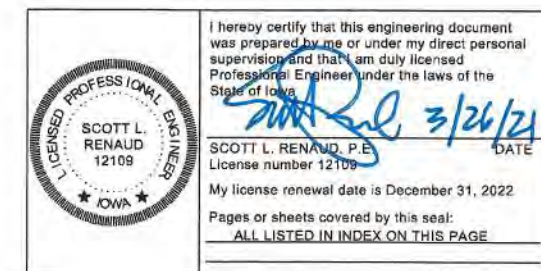 LICENSED PROFESSIONAL ENGINEER
SCOTT L.
RENAUD
12109
★ IOWA ★
I hereby certify that this engineering document
was prepared by me or under my direct personal
supervision and that I am duly licensed
Professional Engineer under the laws of the
State of Iowa
3/26/21
SCOTT L. RENAUD. P.E. DATE
License number 12109
My license renewal date is December 31, 2022
Pages or sheets covered by this seal:
ALL LISTED IN INDEX ON THIS PAGE